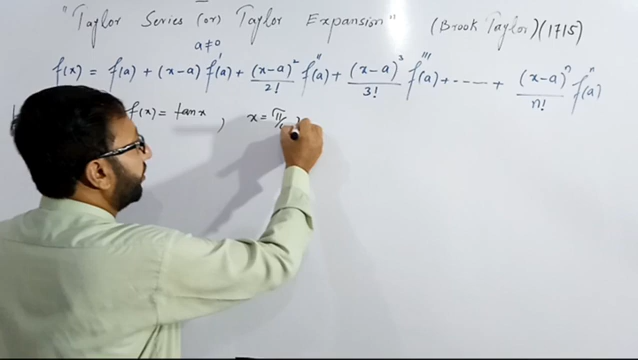 "Taylor Series (or) Taylor Expansion" (Brook Taylor)(1715)
a≠0
f(x) = f(a) + (x-a) f'(a) + (x-a)²/2! f''(a) + (x-a)³/3! f'''(a) + ----- + (x-a)ⁿ/n! fⁿ(a)
f(x) = tan x , x = π/